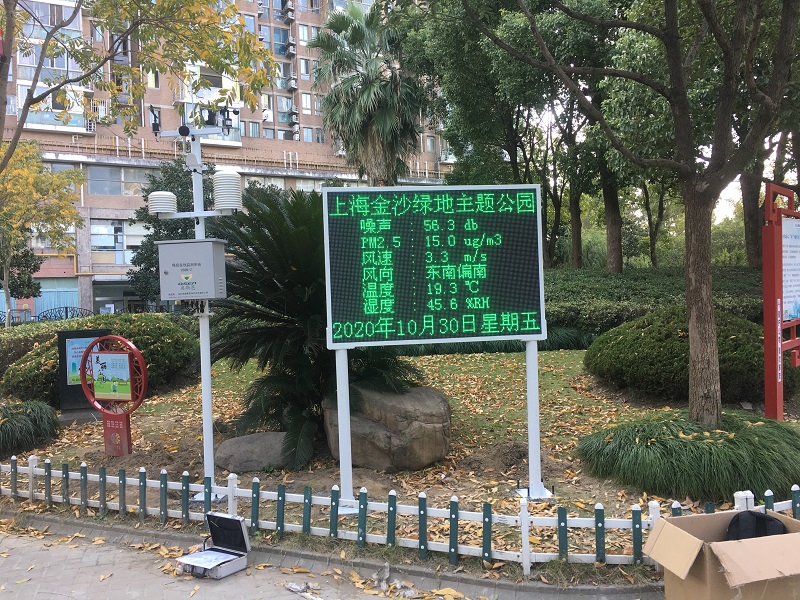 上海金沙绿地主题公园
噪声 : 56.3 db
PM2.5 : 15.0 ug/m3
风速 : 3.3 m/s
风向 : 东南偏南
温度 : 19.3 ℃
湿度 : 45.6 %RH
2020年10月30日星期五